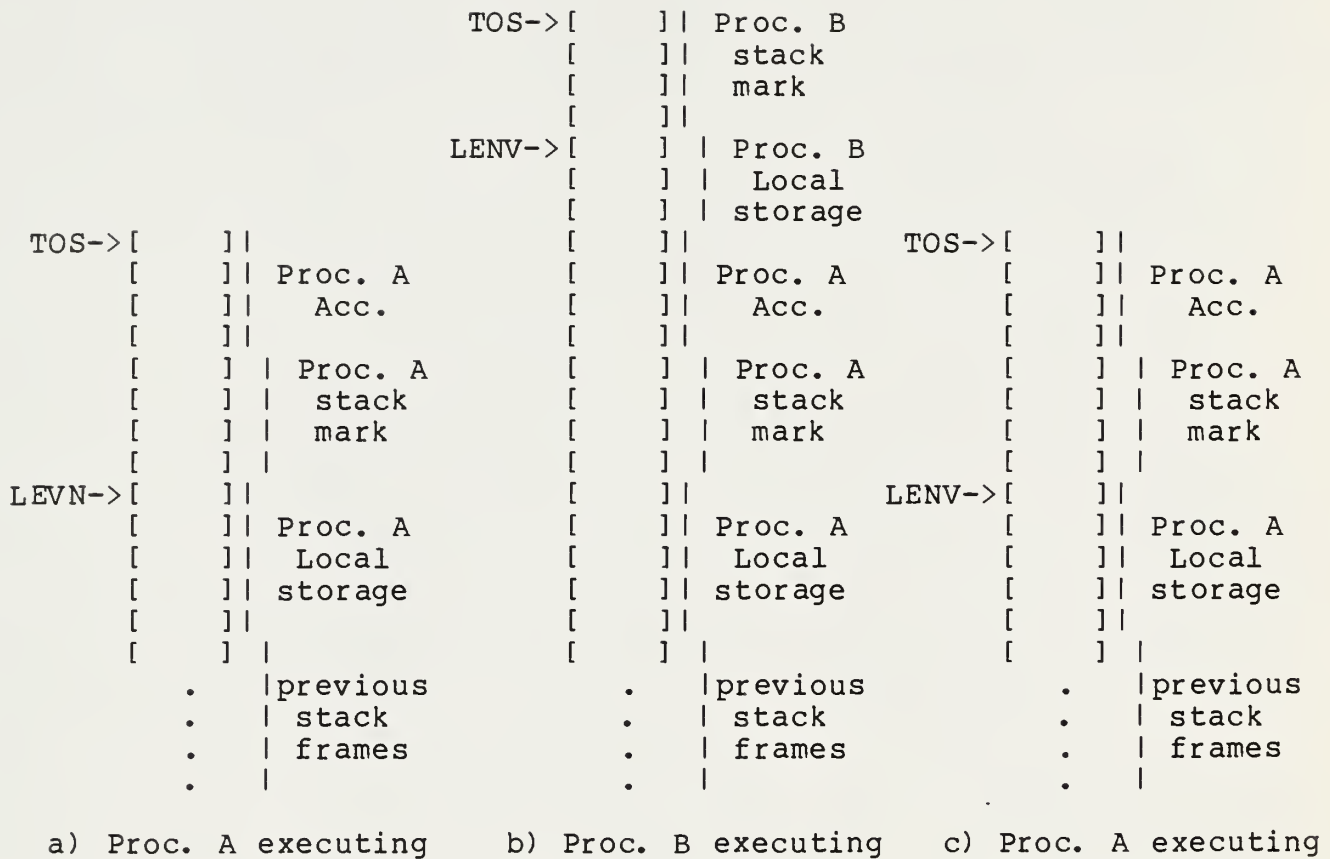 TOS->[      ]| Proc. B
[      ]|  stack
[      ]|  mark
[      ]|
LENV->[      ] | Proc. B
[      ] |  Local
[      ] | storage
TOS->[      ]|                [      ]|          TOS->[      ]|
[      ]| Proc. A        [      ]| Proc. A        [      ]| Proc. A
[      ]|   Acc.         [      ]|   Acc.         [      ]|   Acc.
[      ]|                [      ]|                [      ]|
[      ] | Proc. A       [      ] | Proc. A       [      ] | Proc. A
[      ] |  stack        [      ] |  stack        [      ] |  stack
[      ] |  mark         [      ] |  mark         [      ] |  mark
[      ] |               [      ] |               [      ] |
LEVN->[      ]|                [      ]|         LENV->[      ]|
[      ]| Proc. A        [      ]| Proc. A        [      ]| Proc. A
[      ]|  Local         [      ]|  Local         [      ]|  Local
[      ]| storage        [      ]| storage        [      ]| storage
[      ]|                [      ]|                [      ]|
[      ] |               [      ] |               [      ] |
.   |previous          .   |previous          .   |previous
.   | stack            .   | stack            .   | stack
.   | frames           .   | frames           .   | frames
.   |                  .   |                  .   |
a) Proc. A executing    b) Proc. B executing    c) Proc. A executing